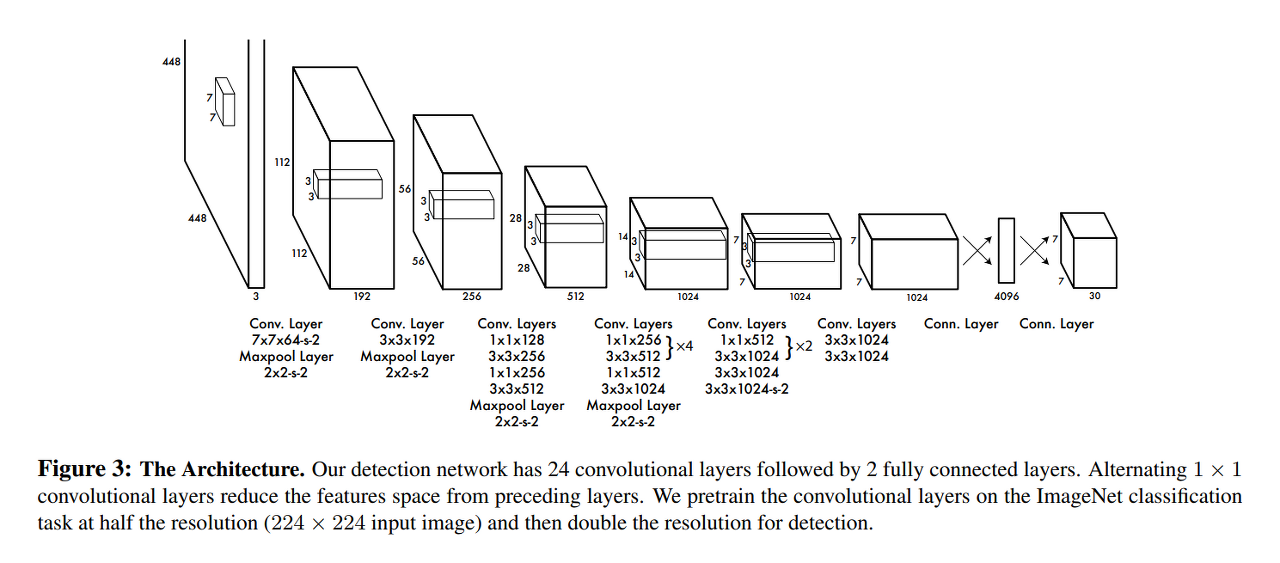 448
7
7
448
3
112
3
3
112
192
56
3
3
56
256
28
3
3
28
512
14
3
3
14
1024
7
3
3
7
1024
7
7
1024
4096
7
7
30
Conv. Layer
7x7x64-s-2
Maxpool Layer
2x2-s-2
Conv. Layer
3x3x192
Maxpool Layer
2x2-s-2
Conv. Layers
1x1x128
3x3x256
1x1x256
3x3x512
Maxpool Layer
2x2-s-2
Conv. Layers
1x1x256
3x3x512
}×4
1x1x512
3x3x1024
Maxpool Layer
2x2-s-2
Conv. Layers
1x1x512
3x3x1024
}×2
3x3x1024
3x3x1024-s-2
Conv. Layers
3x3x1024
3x3x1024
Conn. Layer
Conn. Layer
Figure 3: The Architecture. Our detection network has 24 convolutional layers followed by 2 fully connected layers. Alternating 1 × 1
convolutional layers reduce the features space from preceding layers. We pretrain the convolutional layers on the ImageNet classification
task at half the resolution (224 × 224 input image) and then double the resolution for detection.